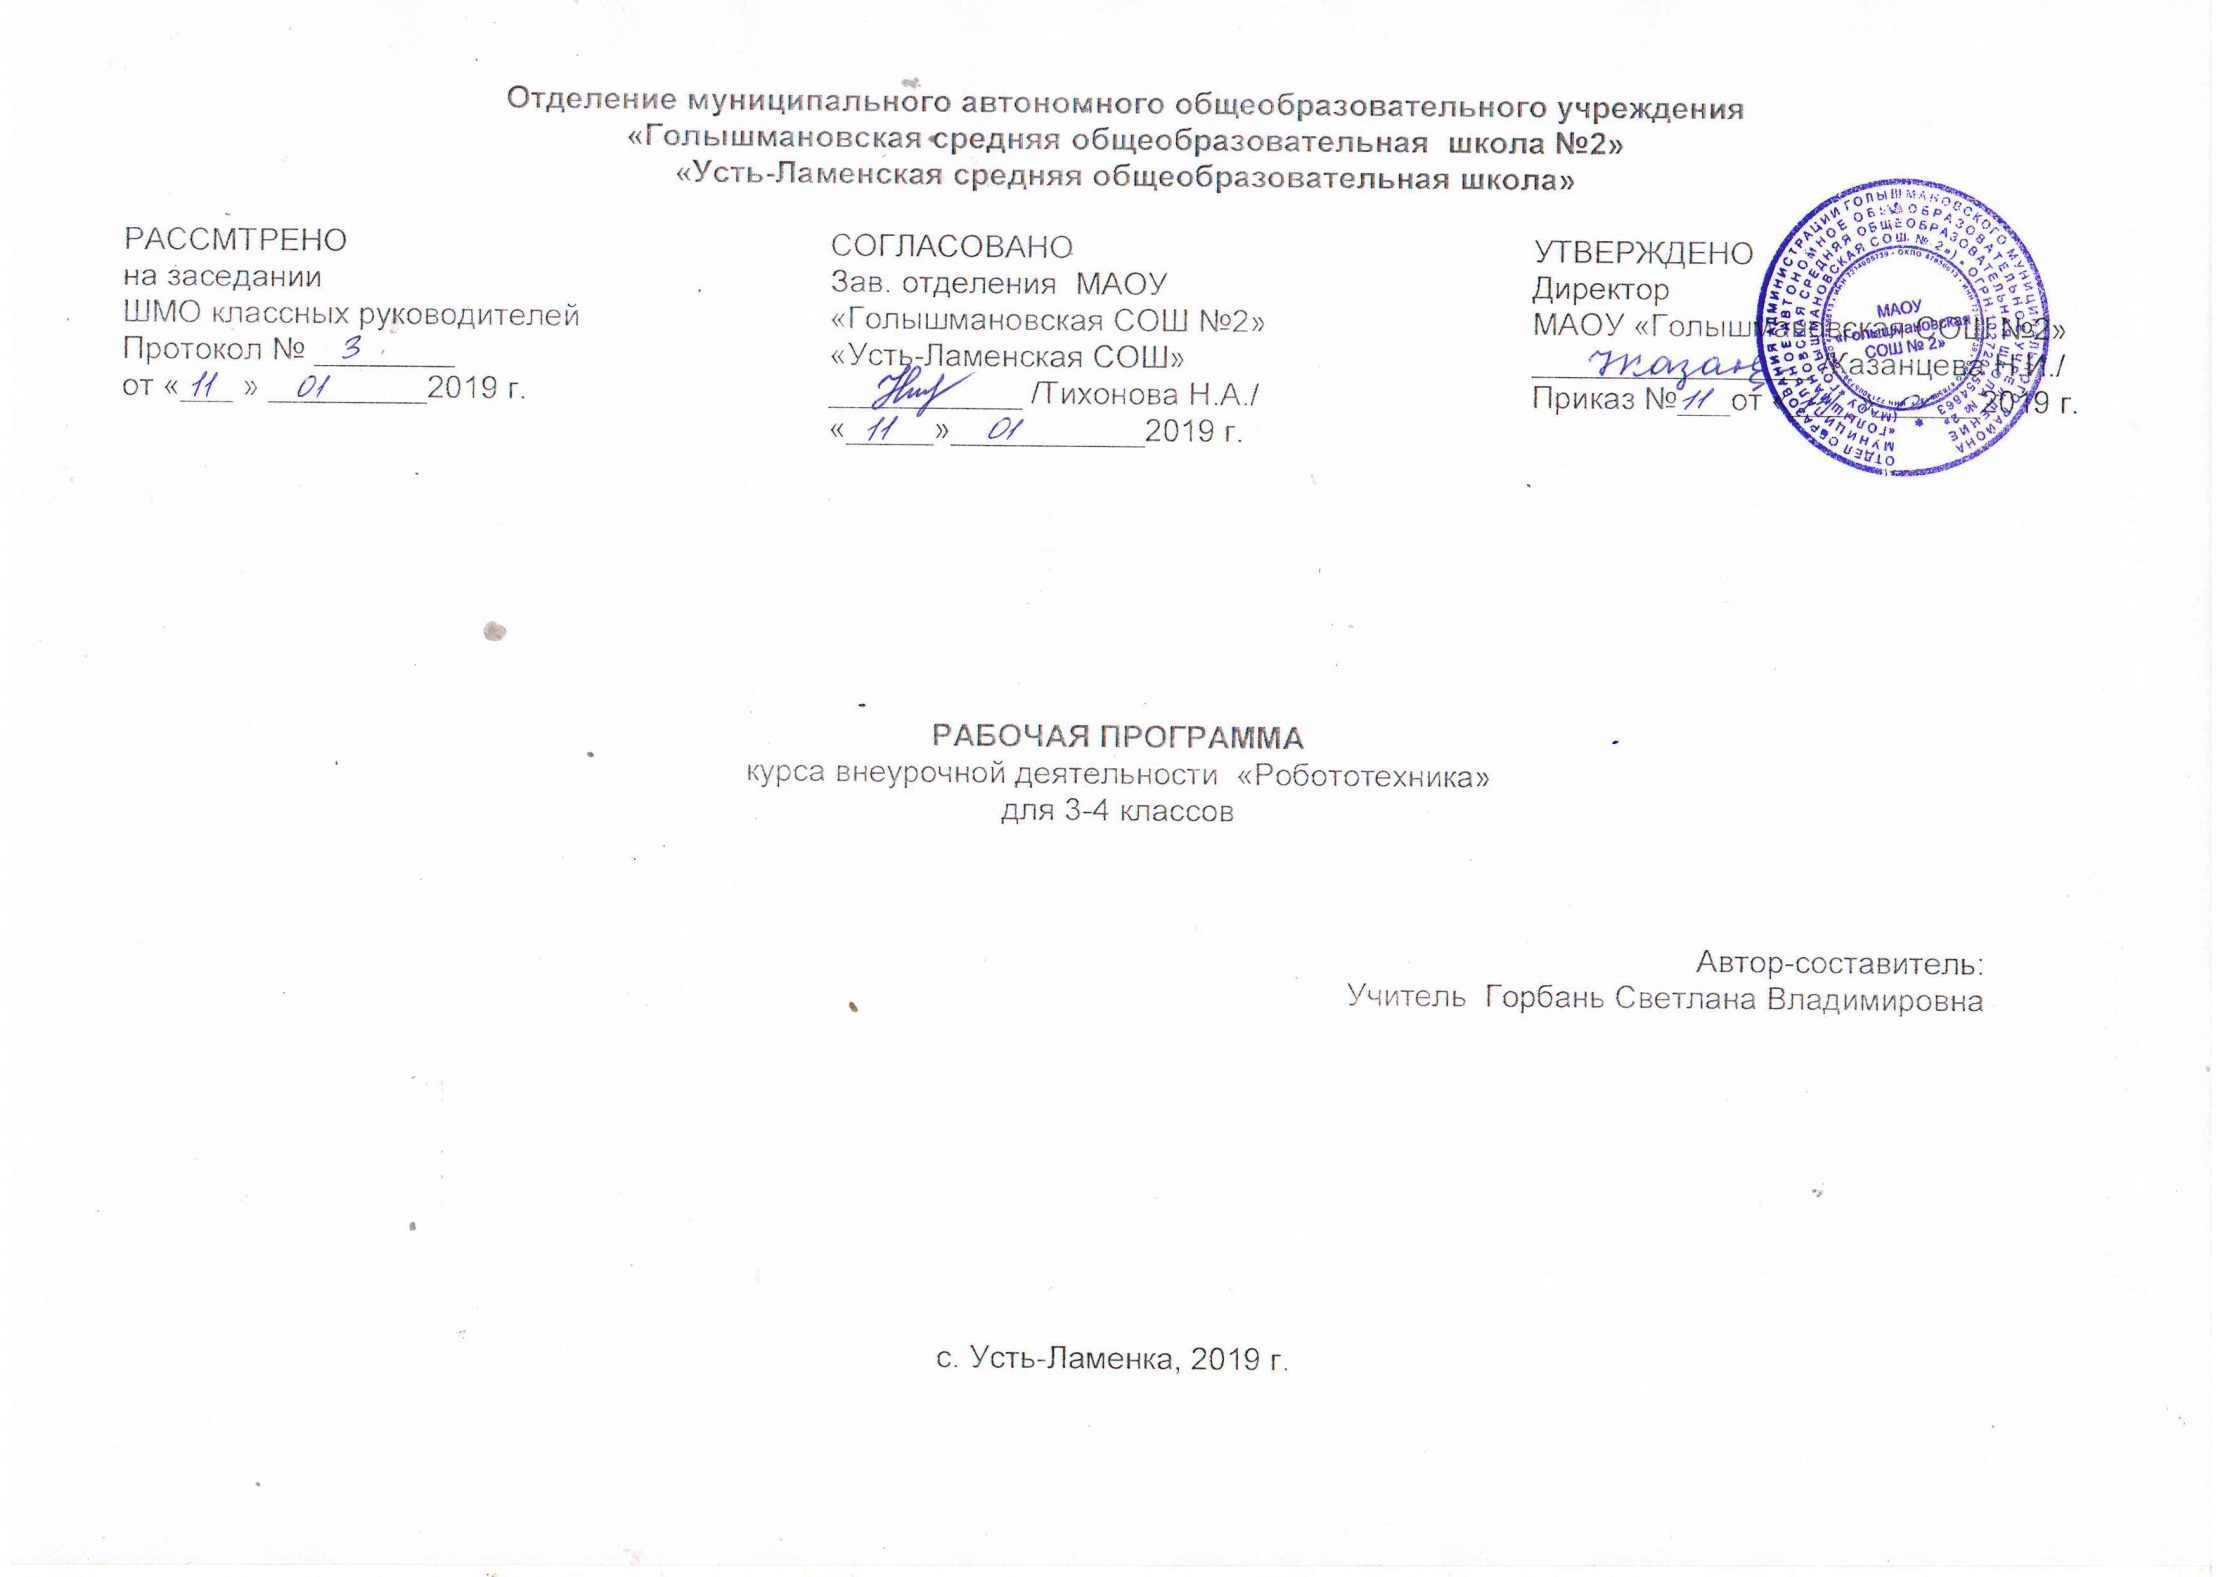 Отделение муниципального автономного общеобразовательного учреждения
«Голышмановская средняя общеобразовательная школа №2»
«Усть-Ламенская средняя общеобразовательная школа»
РАССМТРЕНО
на заседании
ШМО классных руководителей
Протокол № 3
от « 11 » 01 2019 г.
СОГЛАСОВАНО
Зав. отделения МАОУ
«Голышмановская СОШ №2»
«Усть-Ламенская СОШ»
/Тихонова Н.А./
« 11 » 01 2019 г.
УТВЕРЖДЕНО
Директор
МАОУ «Голышмановская СОШ №2»
/Казанцева Н.И./
Приказ № 11 от 2019 г.
МАОУ
«Голышмановская
СОШ № 2»
РАБОЧАЯ ПРОГРАММА
курса внеурочной деятельности «Робототехника»
для 3-4 классов
Автор-составитель:
Учитель Горбань Светлана Владимировна
с. Усть-Ламенка, 2019 г.